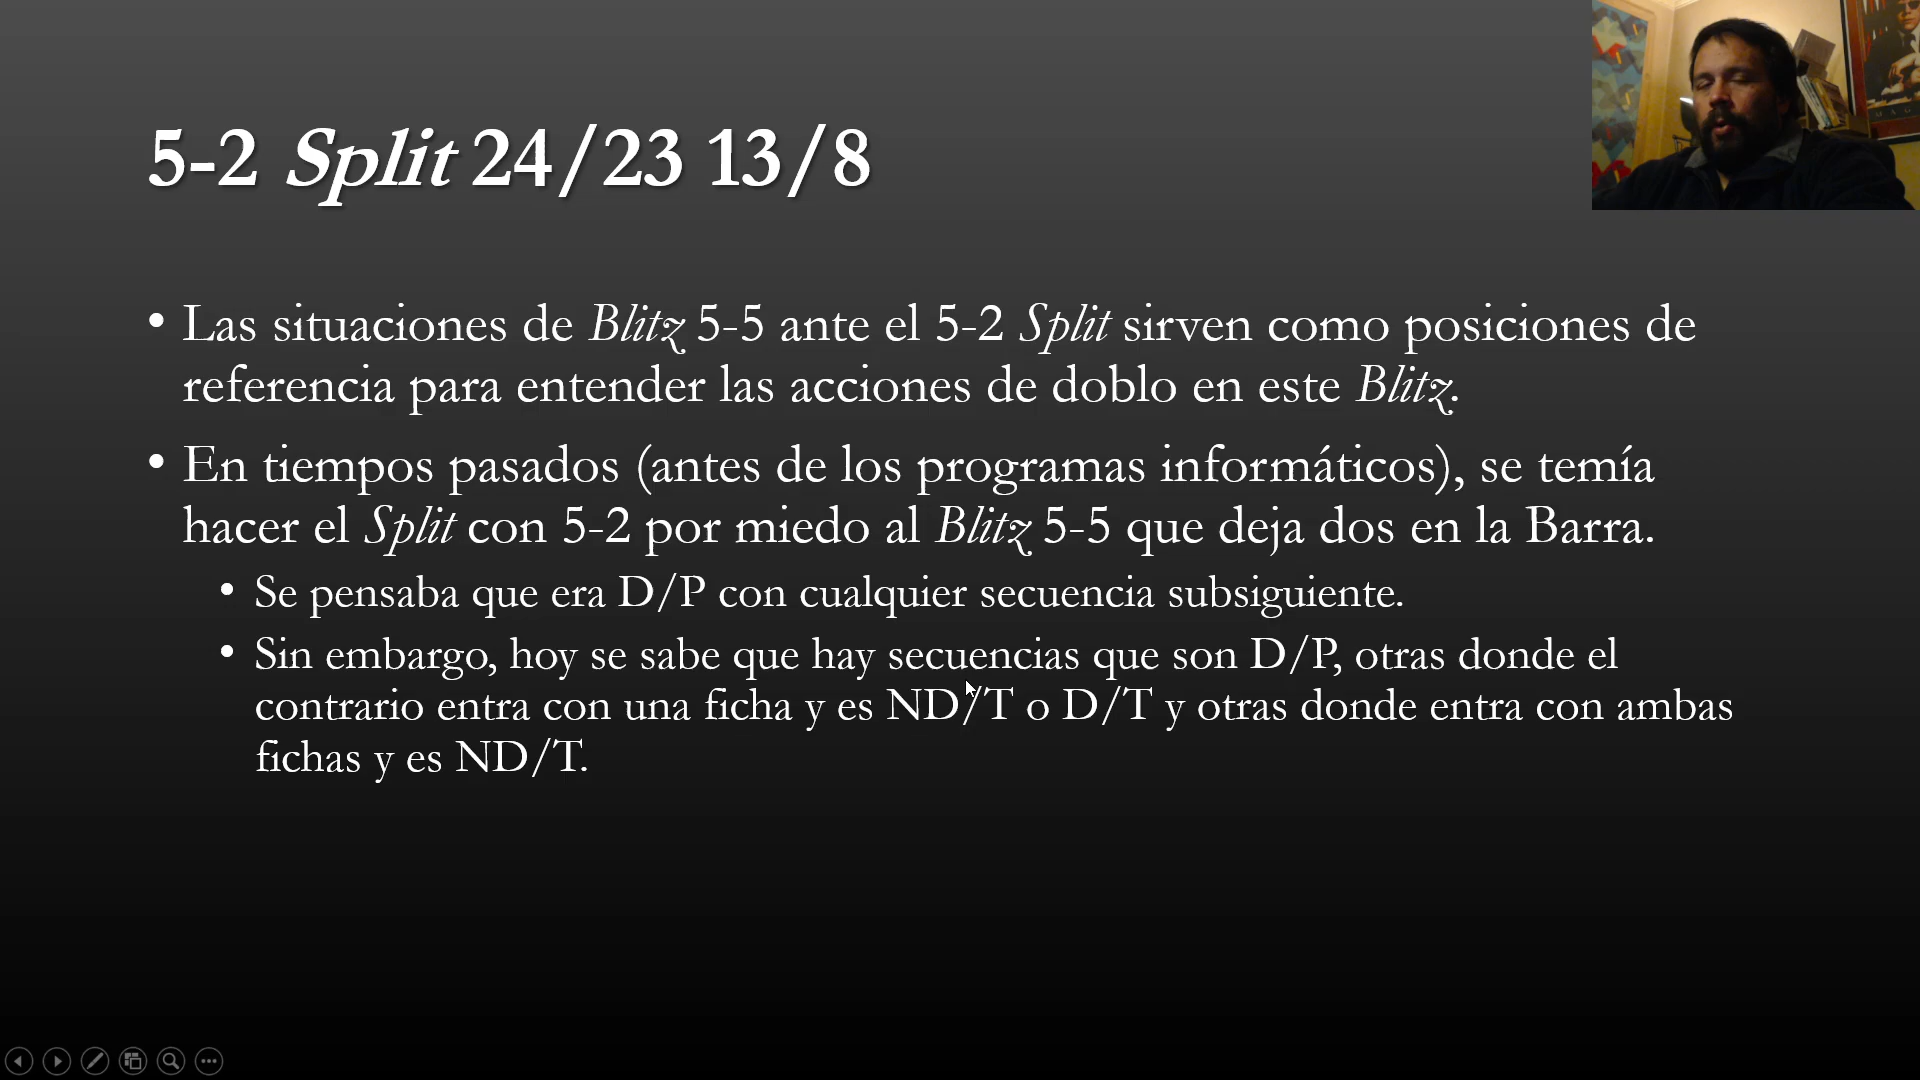 5-2 Split 24/23 13/8
• Las situaciones de Blitz 5-5 ante el 5-2 Split sirven como posiciones de
referencia para entender las acciones de doblo en este Blitz.
• En tiempos pasados (antes de los programas informáticos), se temía
hacer el Split con 5-2 por miedo al Blitz 5-5 que deja dos en la Barra.
• Se pensaba que era D/P con cualquier secuencia subsiguiente.
• Sin embargo, hoy se sabe que hay secuencias que son D/P, otras donde el
contrario entra con una ficha y es ND/T o D/T y otras donde entra con ambas
fichas y es ND/T.